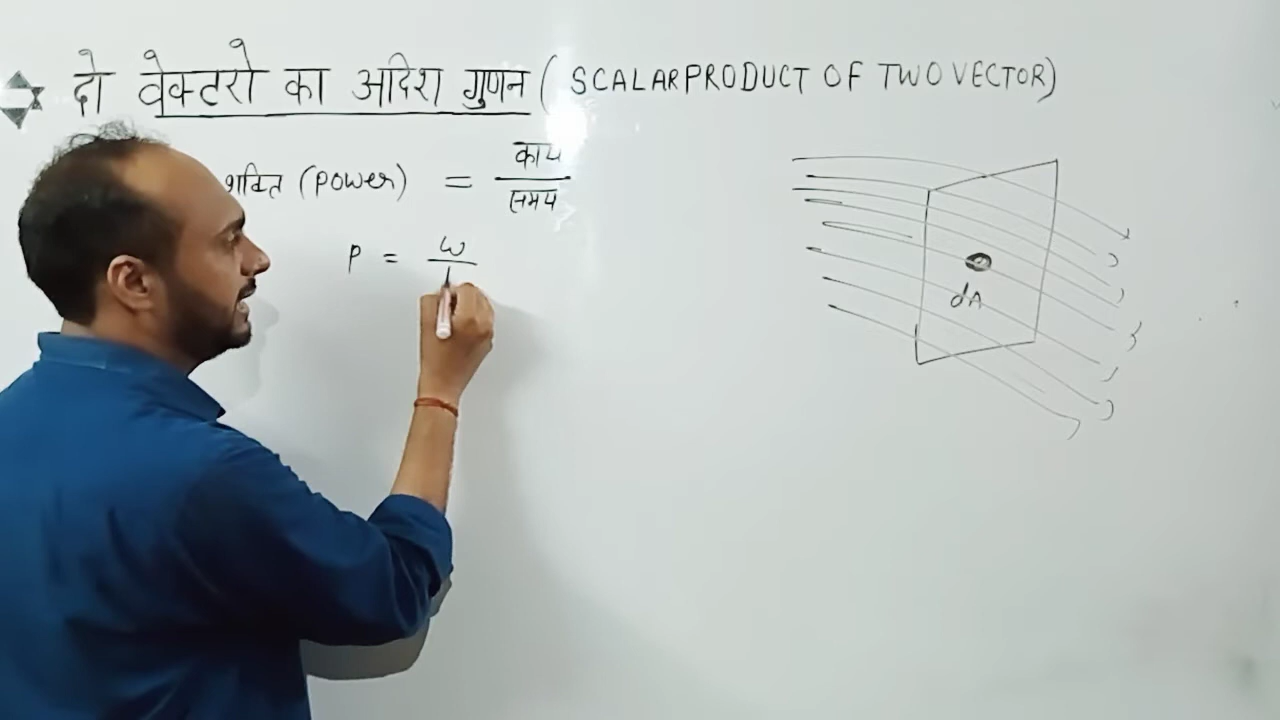 दो वेक्टरो का अदिश गुणन ( SCALAR PRODUCT OF TWO VECTOR)
शक्ति (power) = काय / समय
P = W /
dA